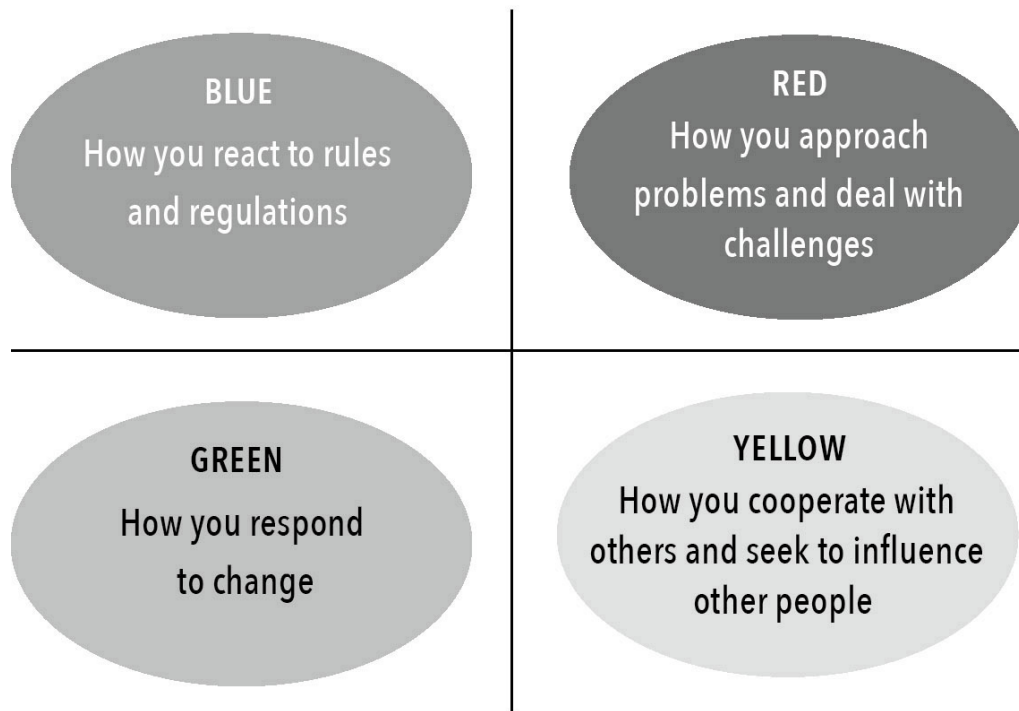 BLUE
How you react to rules
and regulations
RED
How you approach
problems and deal with
challenges
GREEN
How you respond
to change
YELLOW
How you cooperate with
others and seek to influence
other people